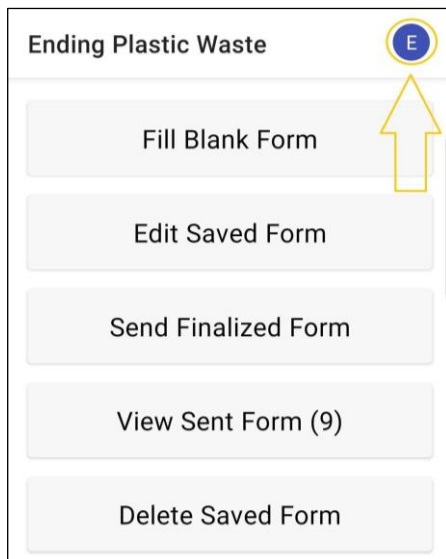 Ending Plastic Waste E
Fill Blank Form
Edit Saved Form
Send Finalized Form
View Sent Form (9)
Delete Saved Form